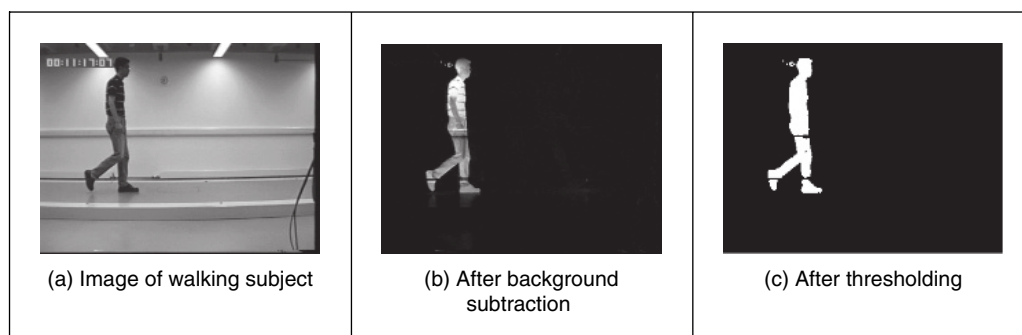 00:11:17:07
(a) Image of walking subject
(b) After background
subtraction
(c) After thresholding